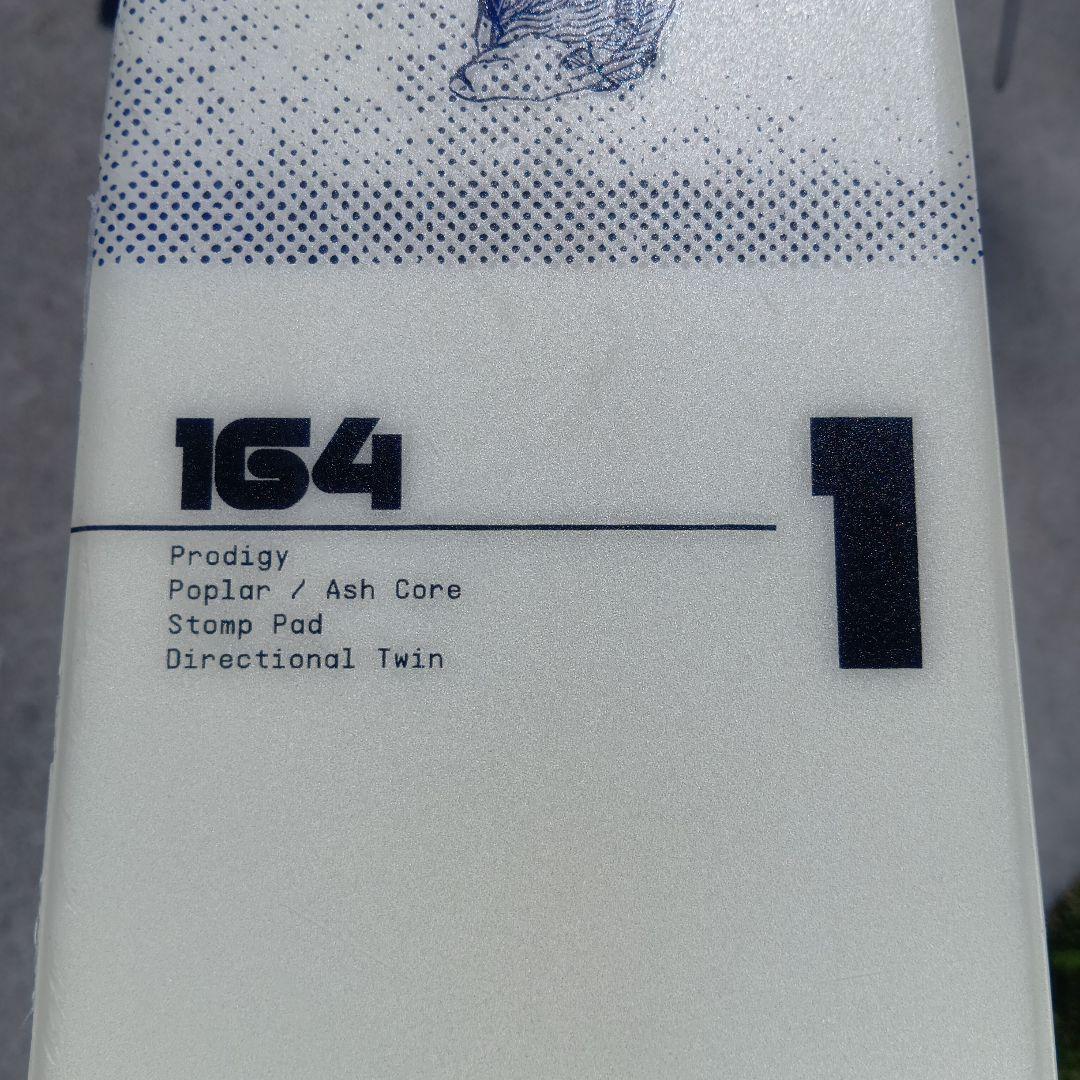 164
1
Prodigy
Poplar / Ash Core
Stomp Pad
Directional Twin